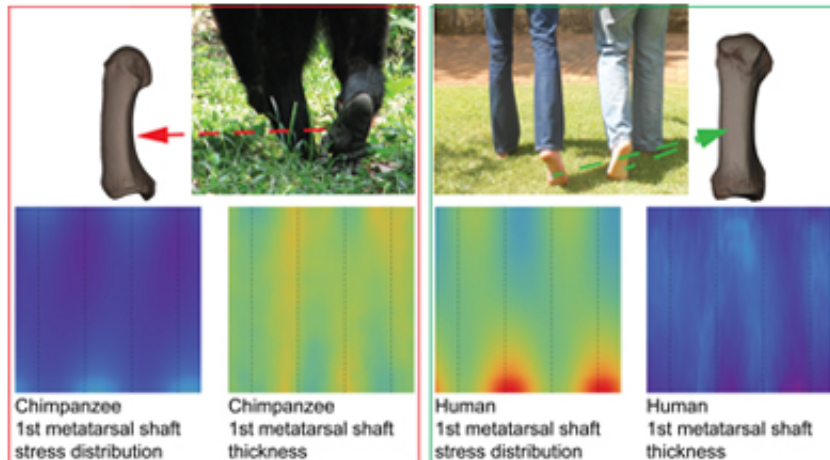 Chimpanzee
1st metatarsal shaft
stress distribution
Chimpanzee
1st metatarsal shaft
thickness
Human
1st metatarsal shaft
stress distribution
Human
1st metatarsal shaft
thickness